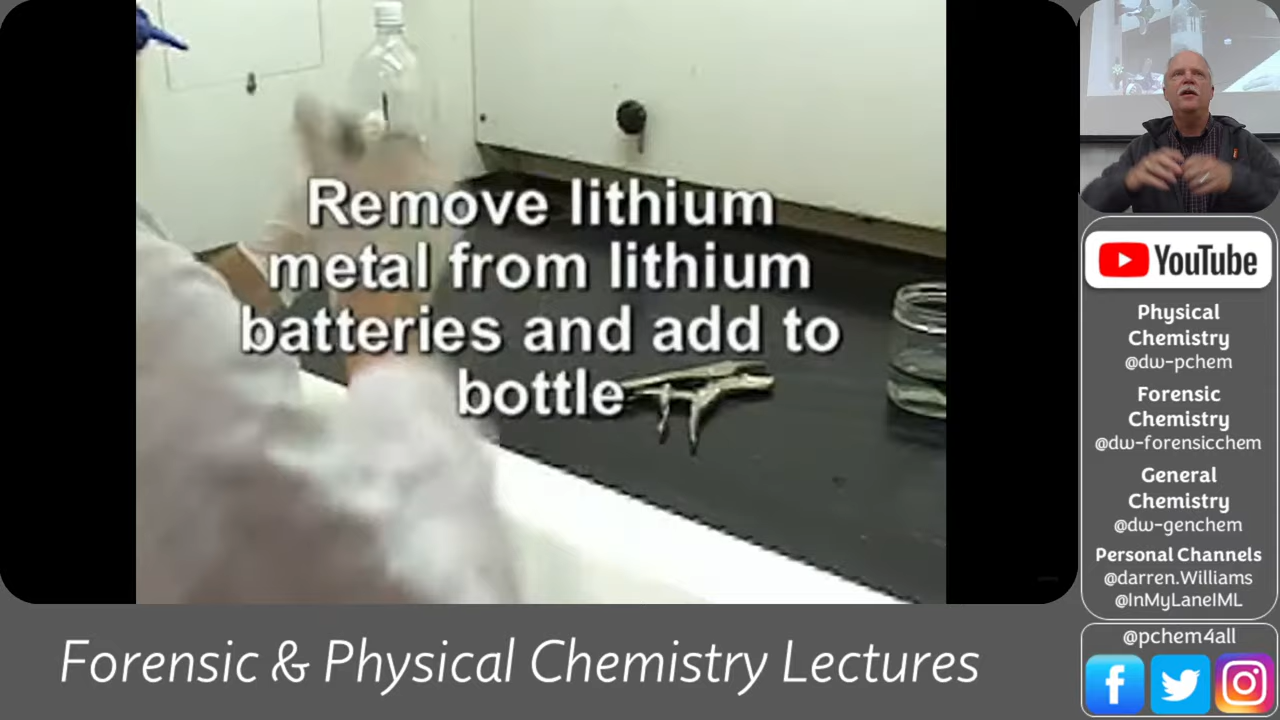 Remove lithium
metal from lithium
batteries and add to
bottle
YouTube
Physical
Chemistry
@dw-pchem
Forensic
Chemistry
@dw-forensicchem
General
Chemistry
@dw-genchem
Personal Channels
@darren.Williams
@InMyLaneIML
@pchem4all
Forensic & Physical Chemistry Lectures